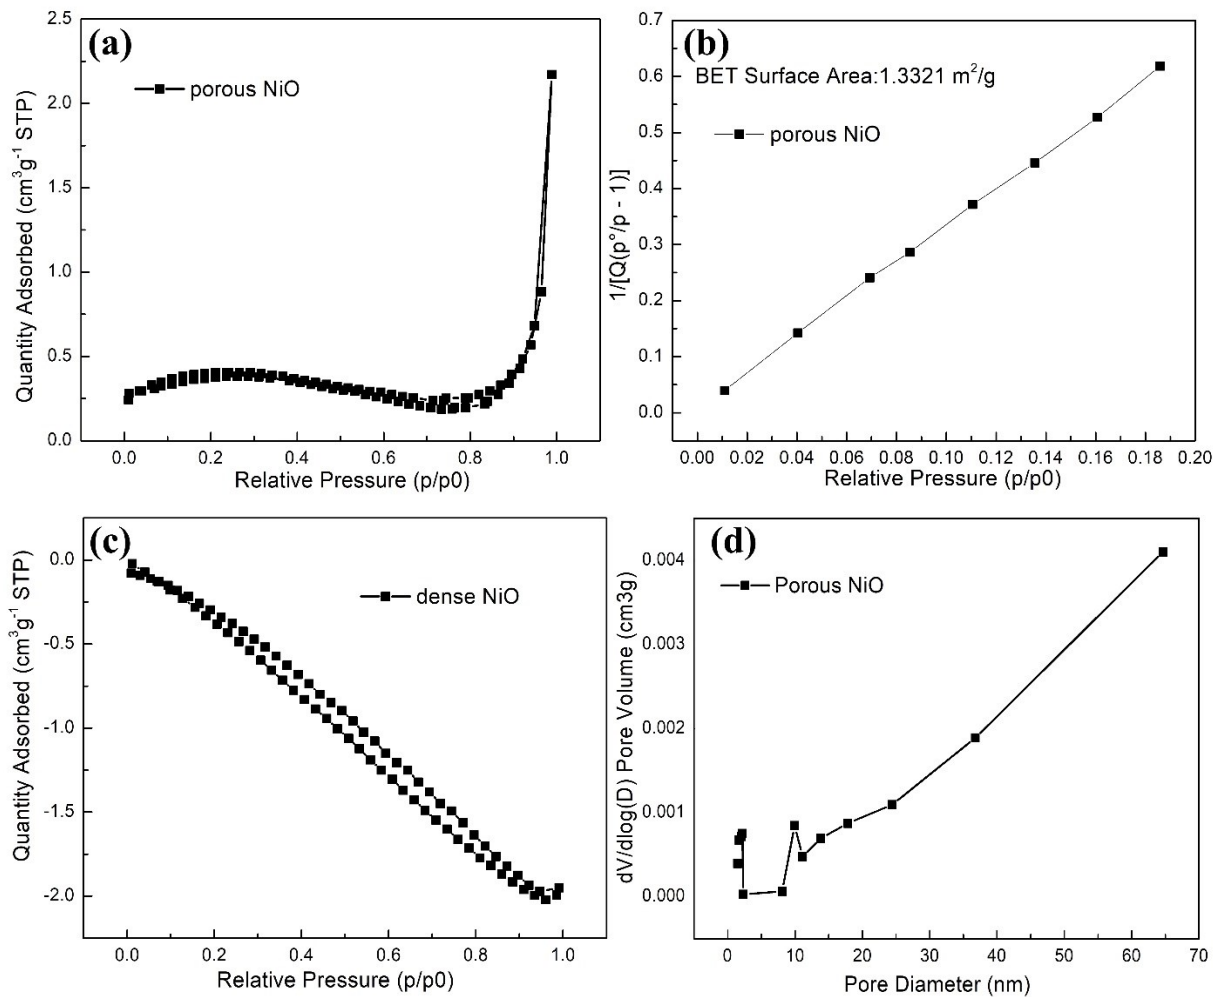 (a)
porous NiO
Quantity Adsorbed (cm³g⁻¹ STP)
2.5
2.0
1.5
1.0
0.5
0.0
0.0 0.2 0.4 0.6 0.8 1.0
Relative Pressure (p/p0)
(b)
BET Surface Area:1.3321 m²/g
porous NiO
1/[Q(p°/p - 1)]
0.7
0.6
0.5
0.4
0.3
0.2
0.1
0.0
0.00 0.02 0.04 0.06 0.08 0.10 0.12 0.14 0.16 0.18 0.20
Relative Pressure (p/p0)
(c)
dense NiO
Quantity Adsorbed (cm³g⁻¹ STP)
0.0
-0.5
-1.0
-1.5
-2.0
0.0 0.2 0.4 0.6 0.8 1.0
Relative Pressure (p/p0)
(d)
Porous NiO
dV/dlog(D) Pore Volume (cm3g)
0.004
0.003
0.002
0.001
0.000
0 10 20 30 40 50 60 70
Pore Diameter (nm)